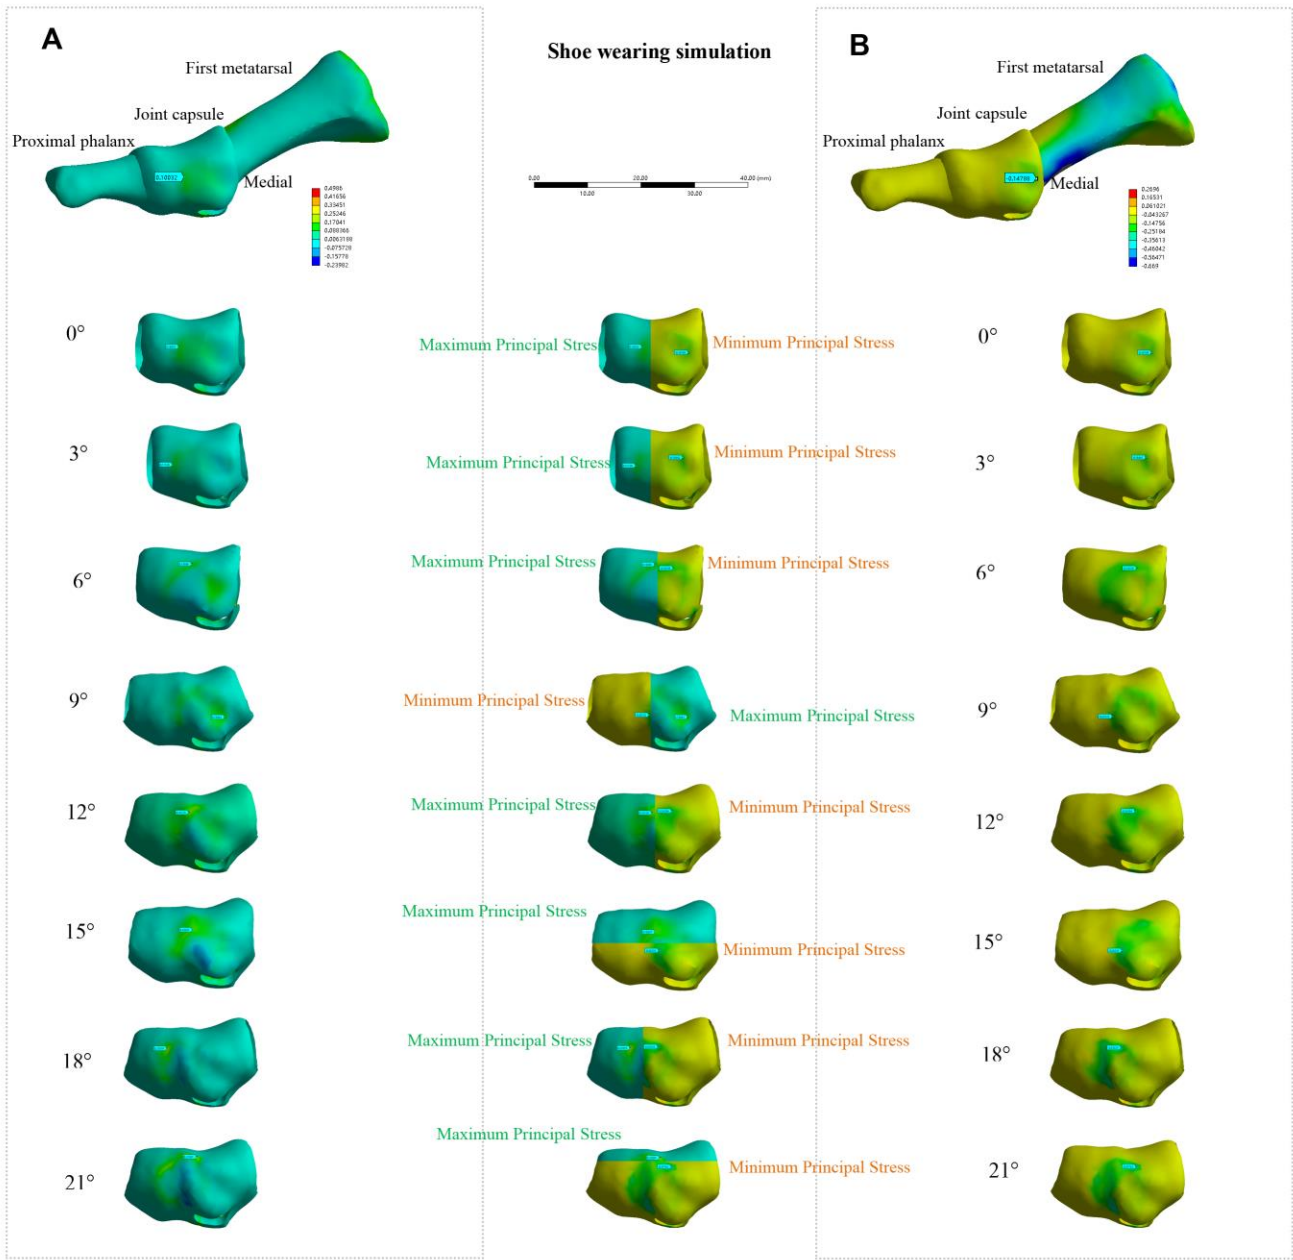 A
Shoe wearing simulation
B
First metatarsal
Joint capsule
Proximal phalanx
Medial
0.10032
0.4986
0.41656
0.33451
0.25246
0.17041
0.088366
0.0063188
-0.075728
-0.15778
-0.23982
0.00
20.00
40.00 (mm)
10.00
30.00
First metatarsal
Joint capsule
Proximal phalanx
Medial
-0.14788
0.2696
0.16531
0.061021
-0.043267
-0.14756
-0.25184
-0.35613
-0.46042
-0.56471
-0.669
0°
Maximum Principal Stres
Minimum Principal Stress
0°
3°
Maximum Principal Stress
Minimum Principal Stress
3°
6°
Maximum Principal Stress
Minimum Principal Stress
6°
9°
Minimum Principal Stress
Maximum Principal Stress
9°
12°
Maximum Principal Stress
Minimum Principal Stress
12°
15°
Maximum Principal Stress
Minimum Principal Stress
15°
18°
Maximum Principal Stress
Minimum Principal Stress
18°
21°
Maximum Principal Stress
Minimum Principal Stress
21°